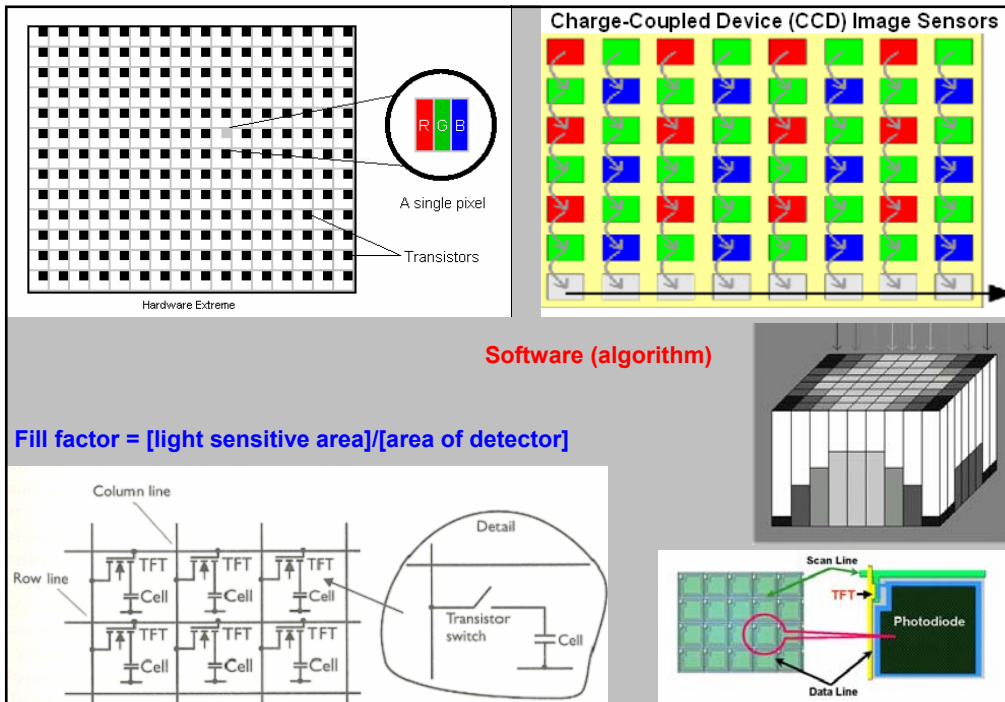 R G B
A single pixel
Transistors
Hardware Extreme
Charge-Coupled Device (CCD) Image Sensors
Software (algorithm)
Fill factor = [light sensitive area]/[area of detector]
Column line
Row line
TFT TFT TFT
Cell Cell Cell
TFT TFT TFT
Cell Cell Cell
Detail
Transistor
switch
Cell
Scan Line
TFT
Photodiode
Data Line